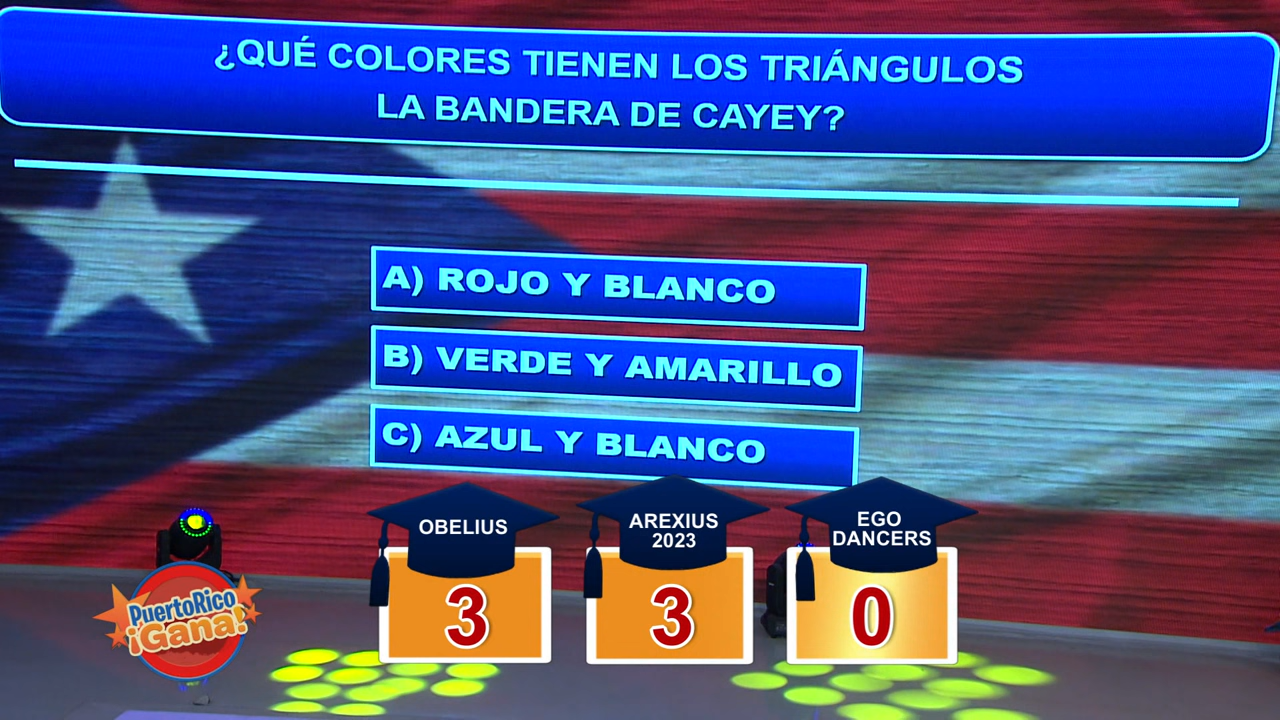 ¿QUÉ COLORES TIENEN LOS TRIÁNGULOS
LA BANDERA DE CAYEY?
A) ROJO Y BLANCO
B) VERDE Y AMARILLO
C) AZUL Y BLANCO
OBELIUS
AREXIUS
2023
EGO
DANCERS
3
3
0
PuertoRico
¡Gana!